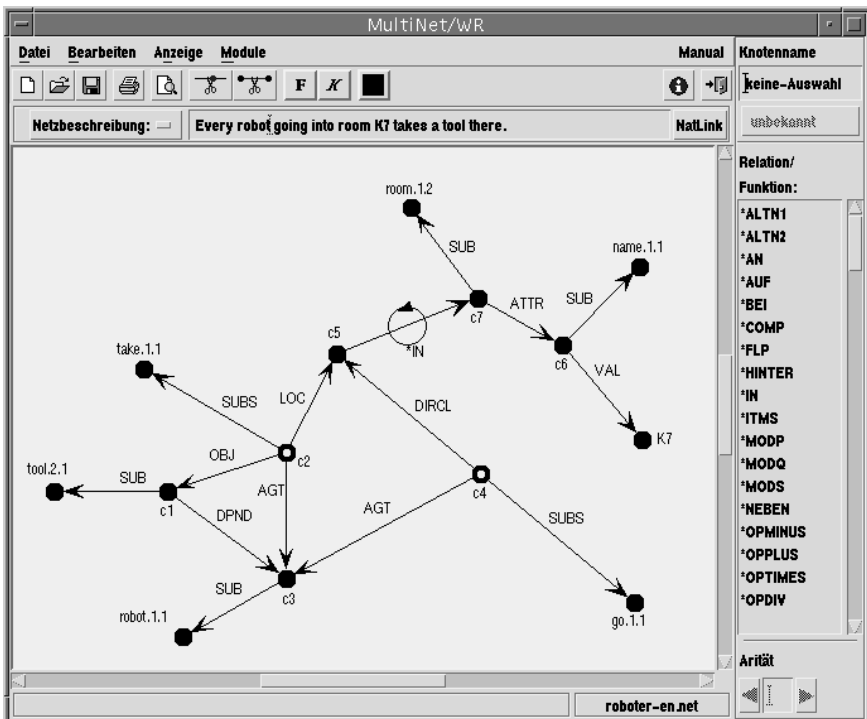 MultiNet/WR
Datei Bearbeiten Anzeige Module Manual
Knotenname
F K
keine-Auswahl
Netzbeschreibung: Every robot going into room K7 takes a tool there. NatLink
unbekannt
Relation/
Funktion:
*ALTN1
*ALTN2
*AN
*AUF
*BEI
*COMP
*FLP
*HINTER
*IN
*ITMS
*MODP
*MODQ
*MODS
*NEBEN
*OPMINUS
*OPPLUS
*OPTIMES
*OPDIV
Arität
room.1.2
SUB
name.1.1
SUB
c7
ATTR
c5
*IN
c6
take.1.1
VAL
SUBS
LOC
DIRCL
K7
OBJ
c2
tool.2.1
SUB
c4
AGT
c1
AGT
DPND
SUBS
SUB
c3
robot.1.1
go.1.1
roboter-en.net